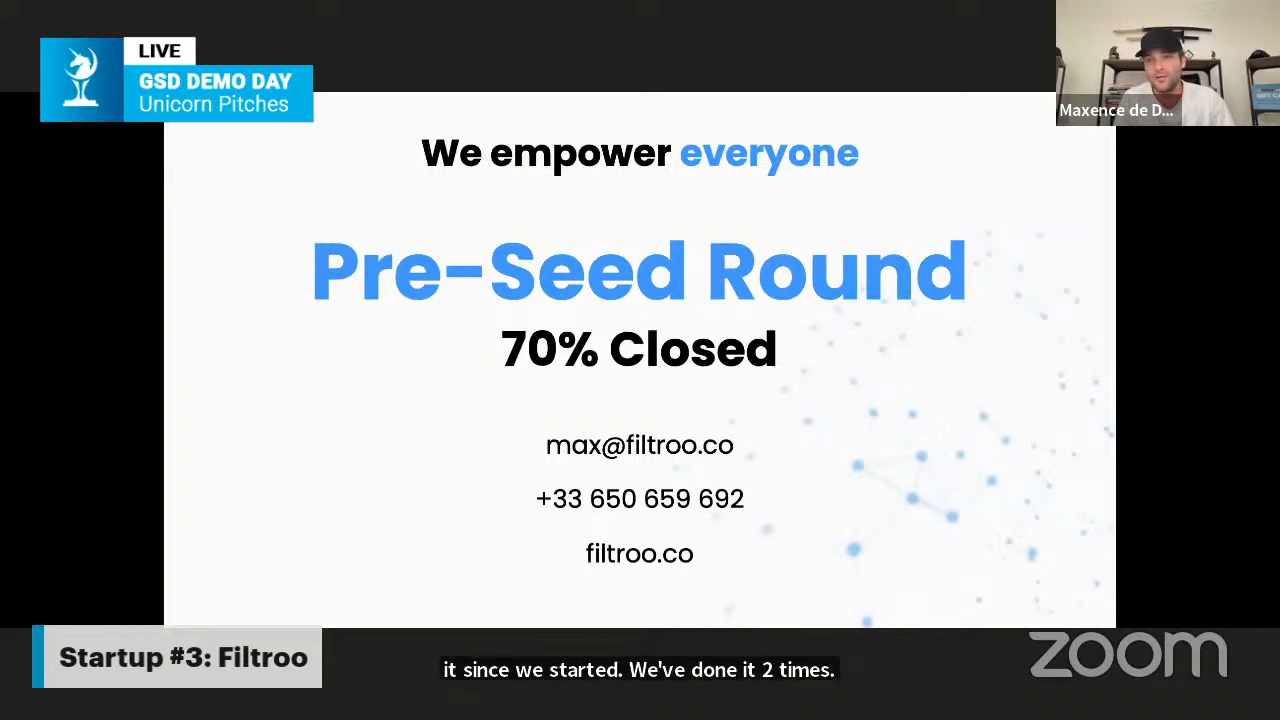 LIVE
GSD DEMO DAY
Unicorn Pitches
Maxence de D...
We empower everyone
Pre-Seed Round
70% Closed
max@filtroo.co
+33 650 659 692
filtroo.co
Startup #3: Filtroo
it since we started. We've done it 2 times.
zoom